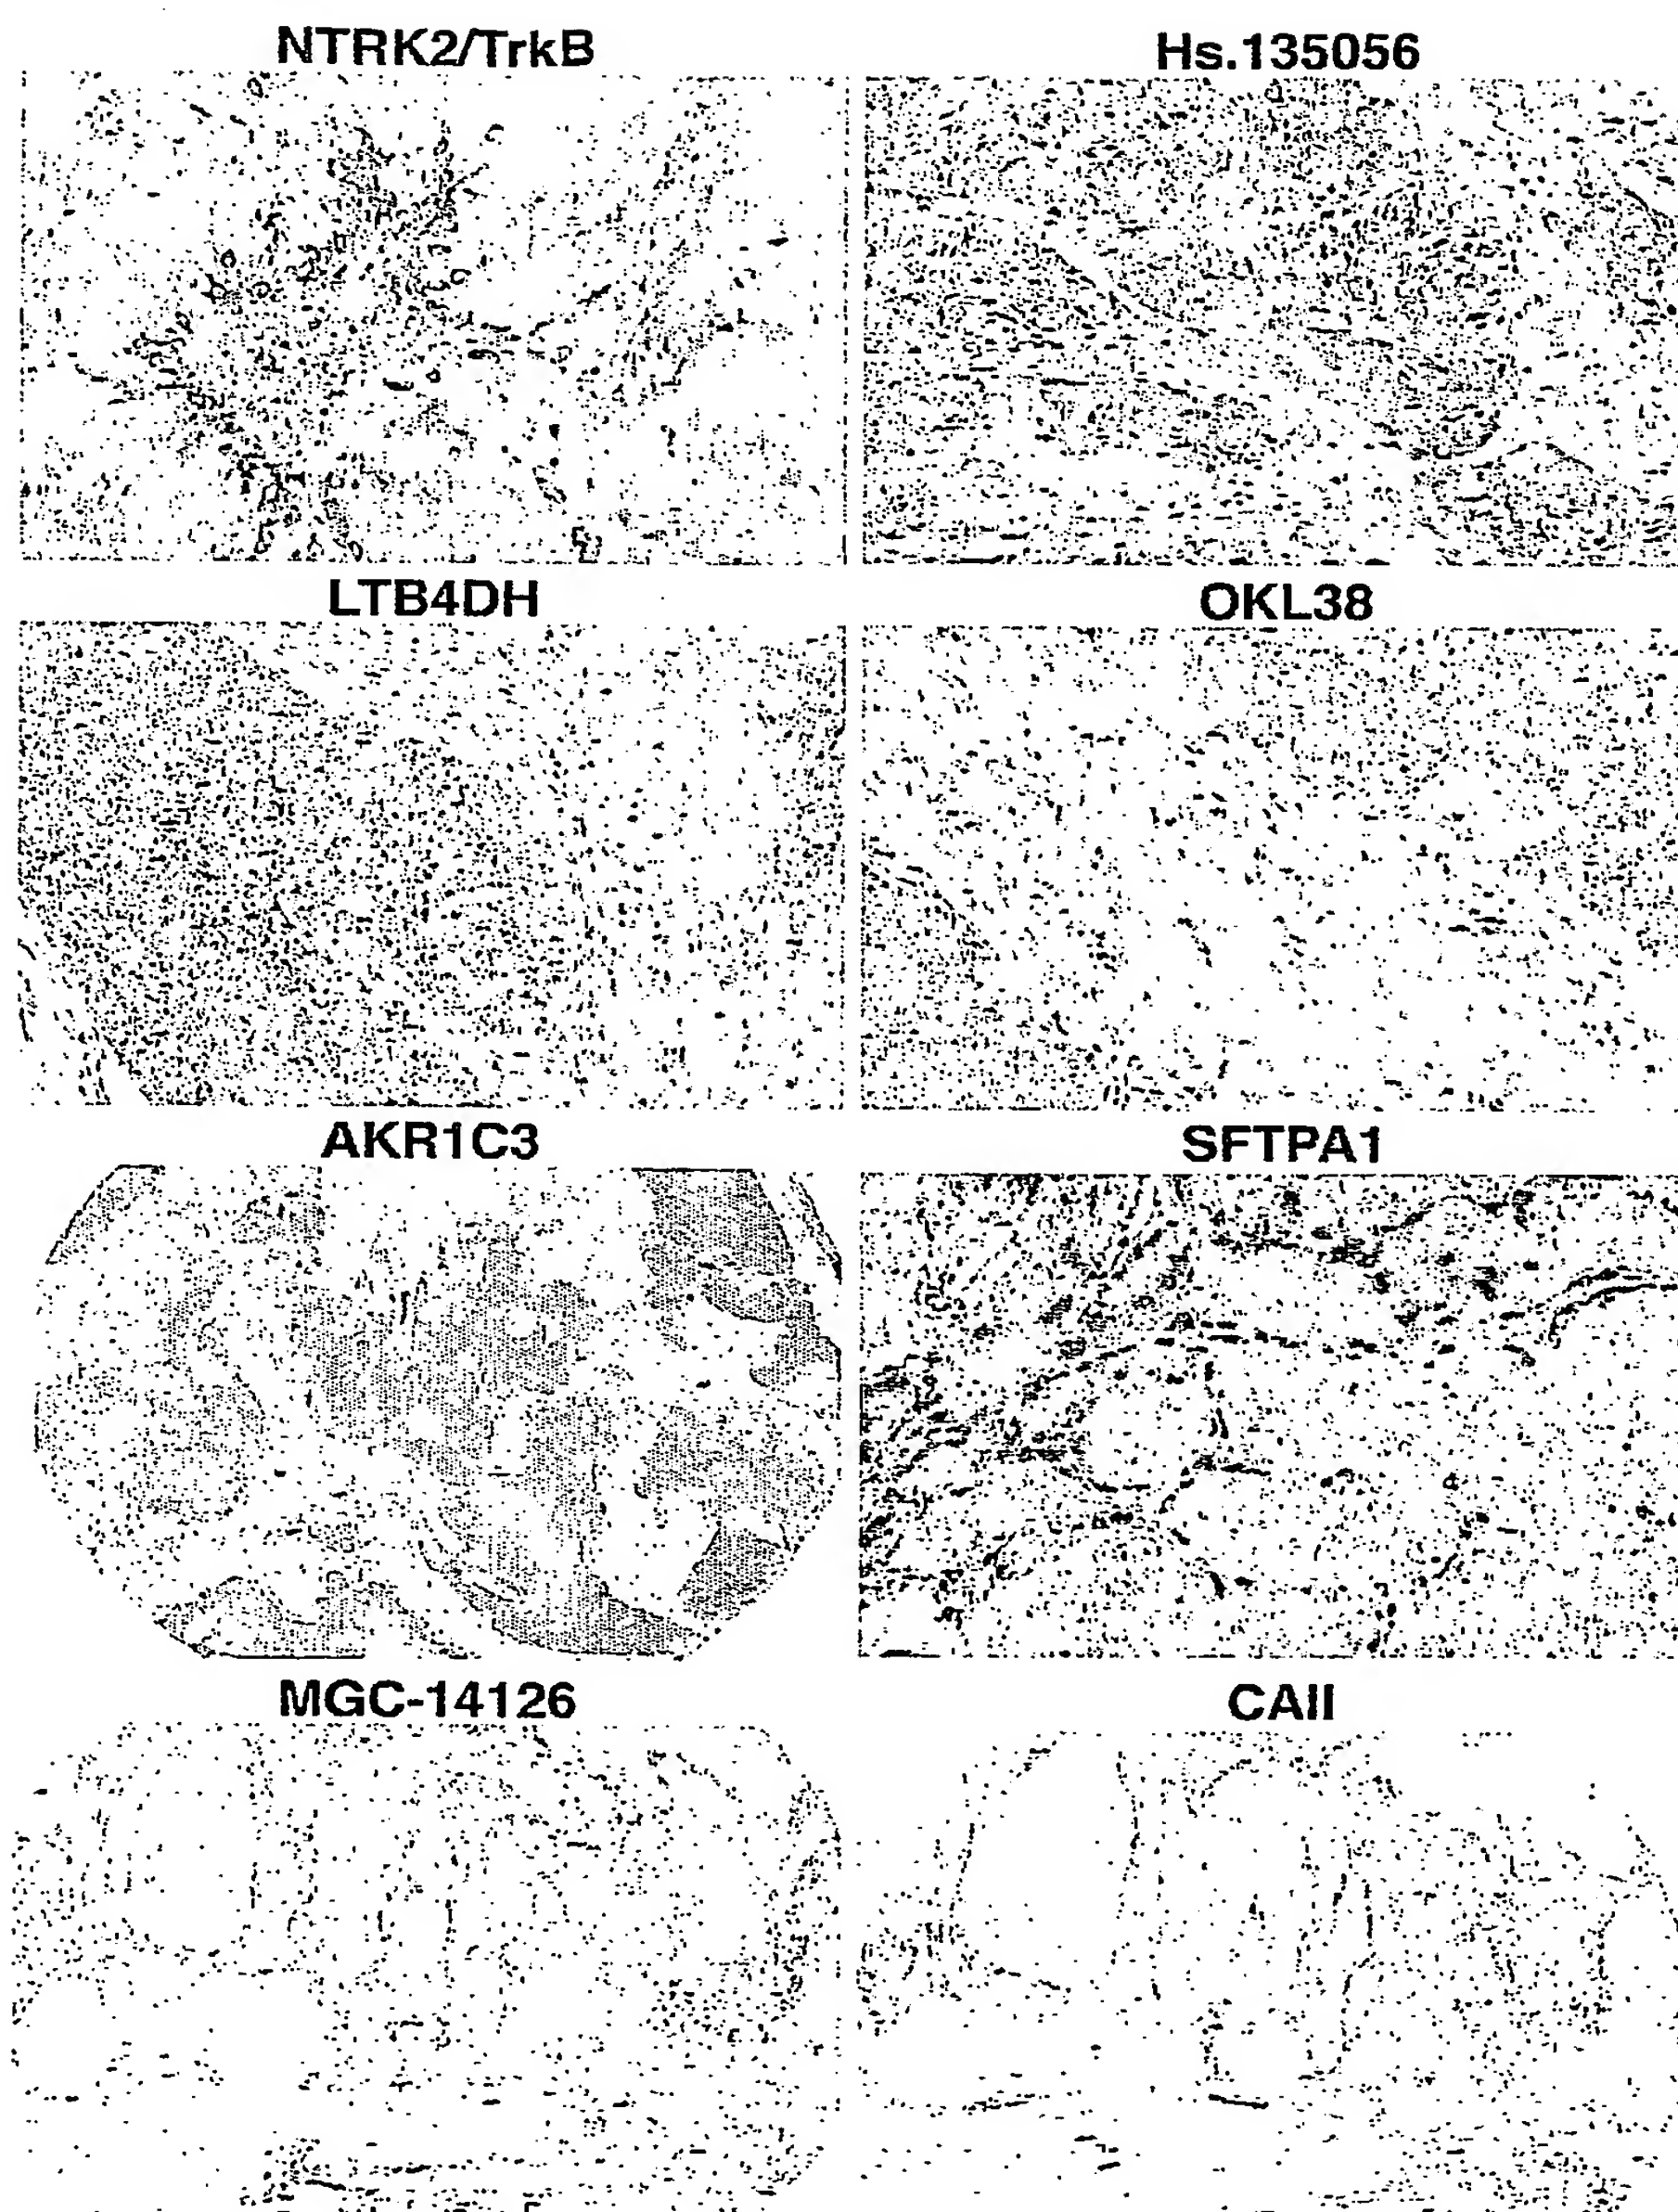 NTRK2/TrkB
Hs.135056
LTB4DH
OKL38
AKR1C3
SFTPA1
MGC-14126
CAII